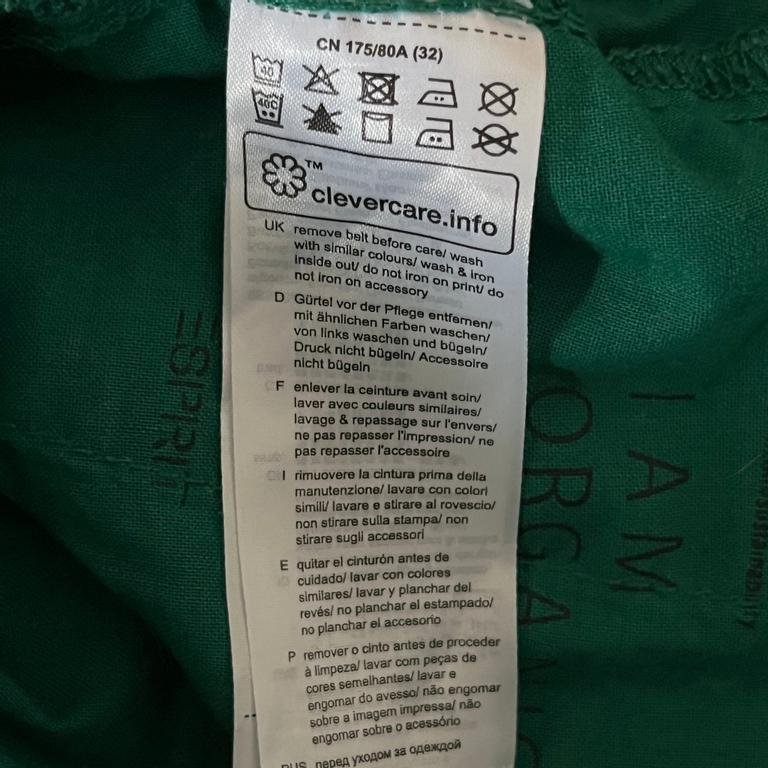 CN 175/80A (32)
40
40C
TM
clevercare.info
UK remove belt before care/ wash
with similar colours/ wash & iron
inside out/ do not iron on print/ do
not iron on accessory
D Gürtel vor der Pflege entfernen/
mit ähnlichen Farben waschen/
von links waschen und bügeln/
Druck nicht bügeln/ Accessoire
nicht bügeln
F enlever la ceinture avant soin/
laver avec couleurs similaires/
lavage & repassage sur l'envers/
ne pas repasser l'impression/ ne
pas repasser l'accessoire
I rimuovere la cintura prima della
manutenzione/ lavare con colori
simili/ lavare e stirare al rovescio/
non stirare sulla stampa/ non
stirare sugli accessori
E quitar el cinturón antes de
cuidado/ lavar con colores
similares/ lavar y planchar del
revés/ no planchar el estampado/
no planchar el accesorio
P remover o cinto antes de proceder
à limpeza/ lavar com peças de
cores semelhantes/ lavar e
engomar do avesso/ não engomar
sobre a imagem impressa/ não
engomar sobre o acessório
RUS перед уходом за одеждой
ESPRIT
I AM
ORGANIC